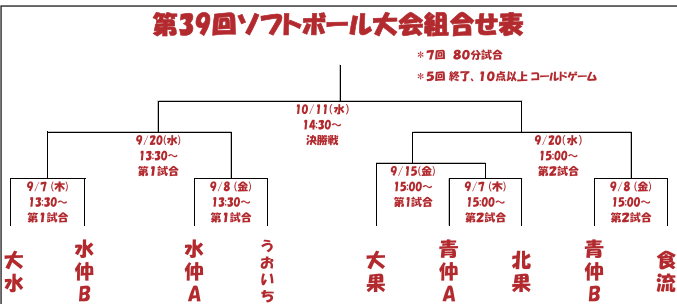 第39回ソフトボール大会組合せ表
*7回 80分試合
*5回 終了、10点以上 コールドゲーム
10/11(水)
14:30～
決勝戦
9/20(水)
13:30～
第1試合
9/20(水)
15:00～
第2試合
9/15(金)
15:00～
第1試合
9/7(木)
13:30～
第1試合
9/8(金)
13:30～
第1試合
9/7(木)
15:00～
第2試合
9/8(金)
15:00～
第2試合
大水
水仲B
水仲A
うおいち
大果
青仲A
北果
青仲B
食流